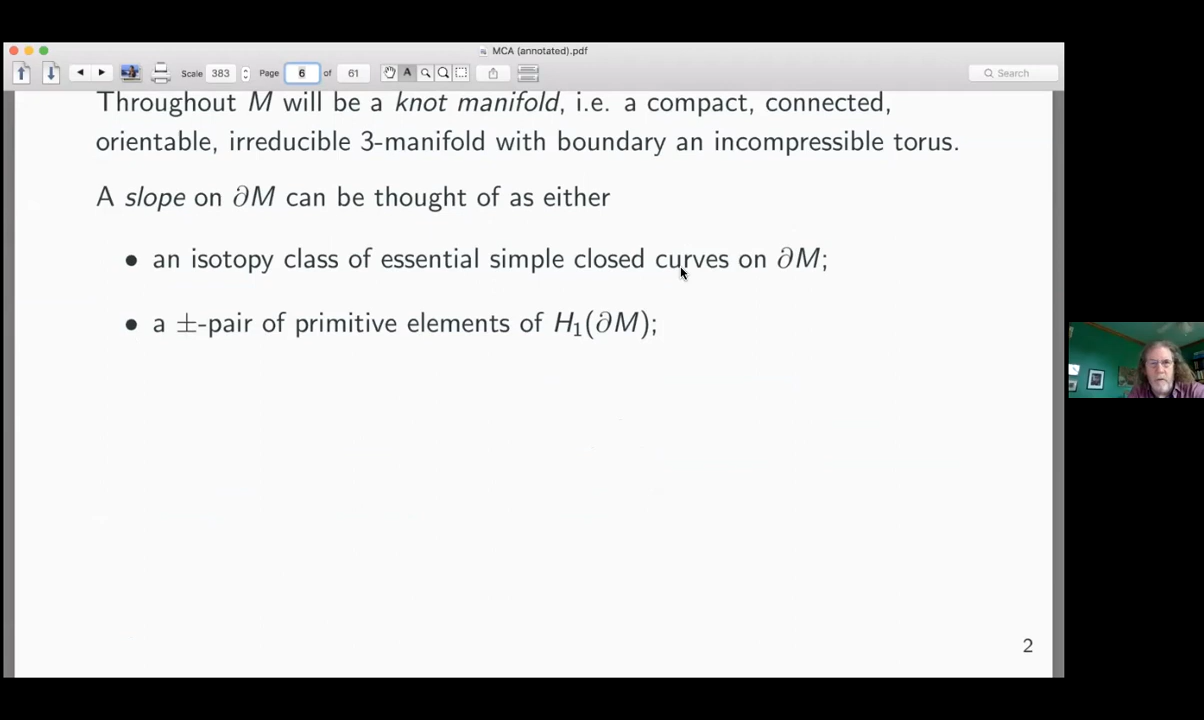 MCA (annotated).pdf
Scale 383 Page 6 of 61 Search
Throughout M will be a knot manifold, i.e. a compact, connected,
orientable, irreducible 3-manifold with boundary an incompressible torus.
A slope on ∂M can be thought of as either
• an isotopy class of essential simple closed curves on ∂M;
• a ±-pair of primitive elements of H₁(∂M);
2